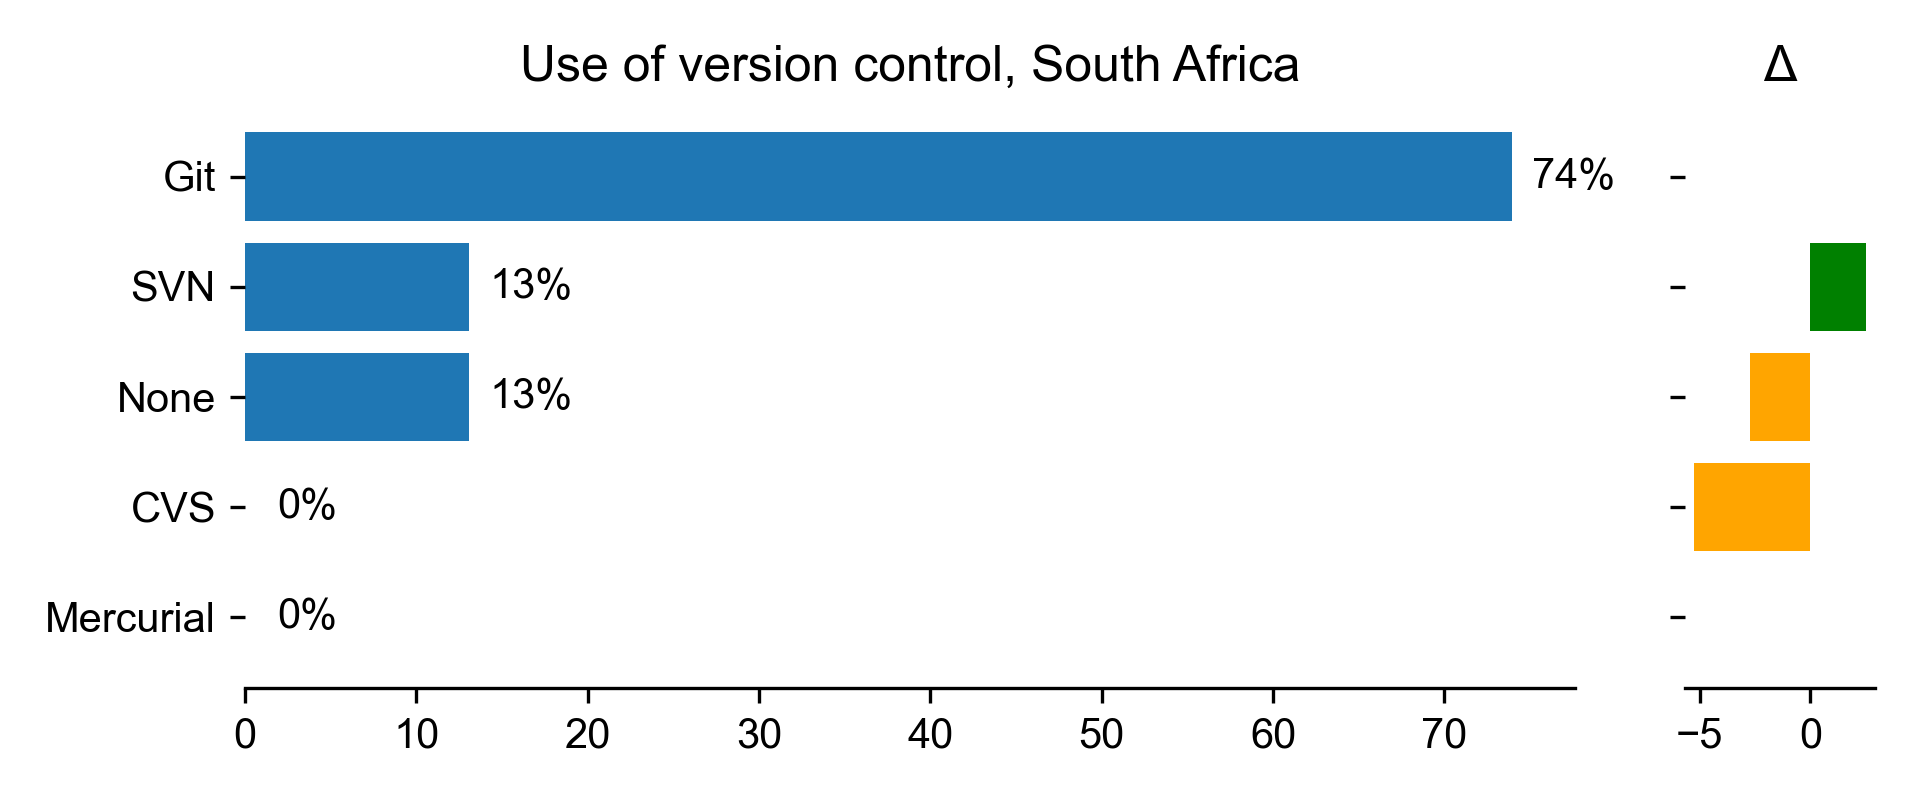 Use of version control, South Africa
Δ
Git
74%
SVN
13%
None
13%
CVS
0%
Mercurial
0%
0 10 20 30 40 50 60 70
−5 0